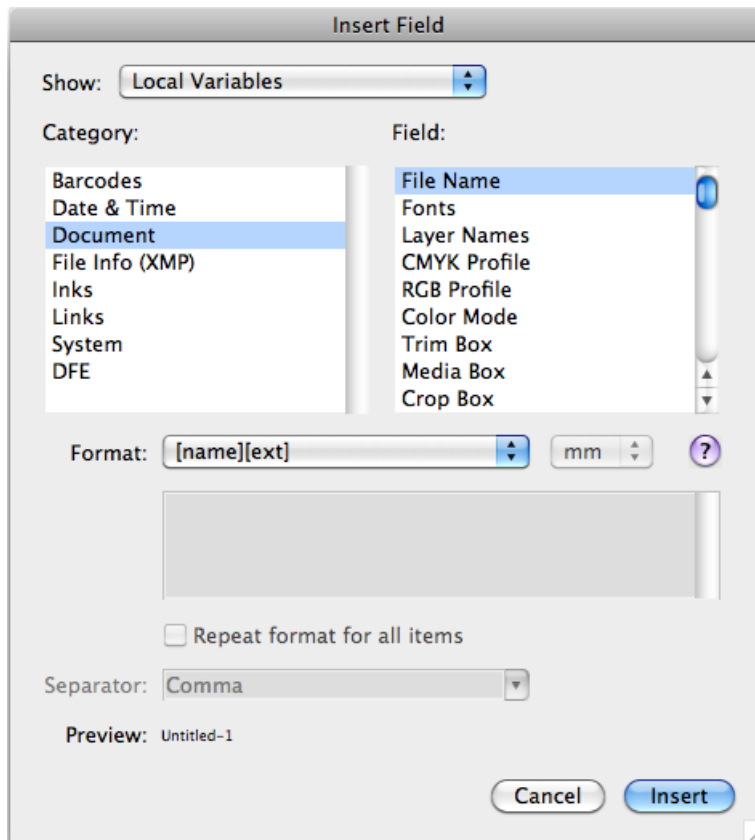 Insert Field
Show: Local Variables
Category: Field:
Barcodes
Date & Time
Document
File Info (XMP)
Inks
Links
System
DFE
File Name
Fonts
Layer Names
CMYK Profile
RGB Profile
Color Mode
Trim Box
Media Box
Crop Box
Format: [name][ext] mm ?
Repeat format for all items
Separator: Comma
Preview: Untitled-1
Cancel Insert